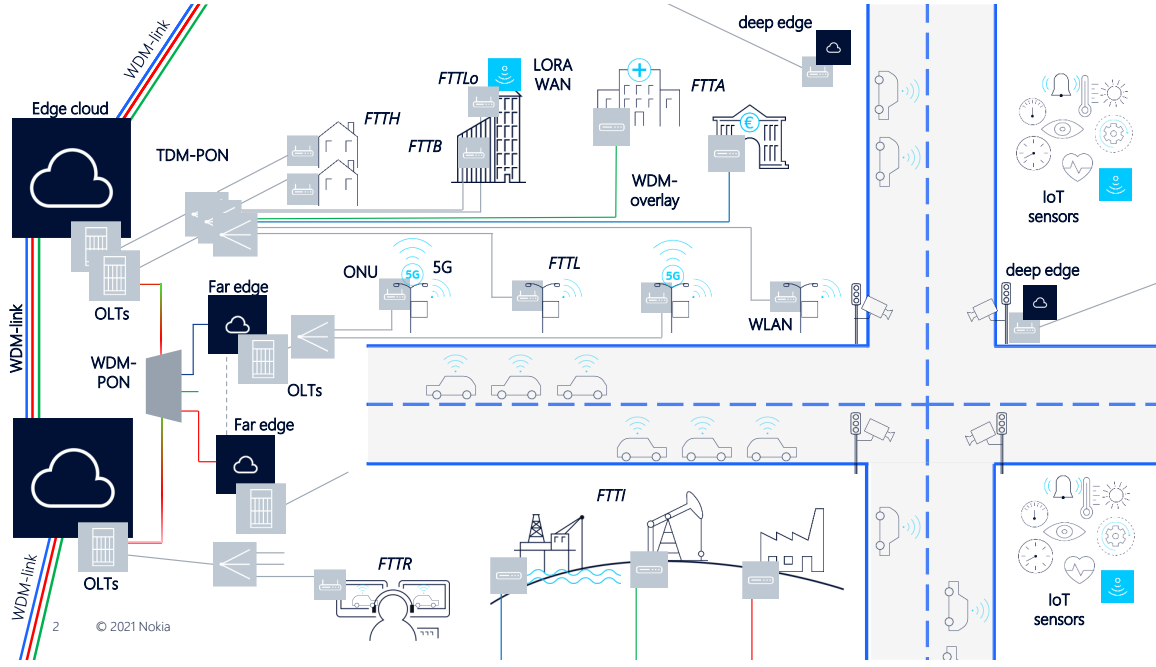 WDM-link
deep edge
Edge cloud
FTTLo
LORA
WAN
FTTA
FTTH
FTTB
TDM-PON
€
WDM-
overlay
IoT
sensors
ONU
5G
5G
FTTL
5G
deep edge
OLTs
Far edge
WLAN
WDM-link
WDM-
PON
OLTs
Far edge
FTTI
WDM-link
OLTs
FTTR
IoT
sensors
2
© 2021 Nokia